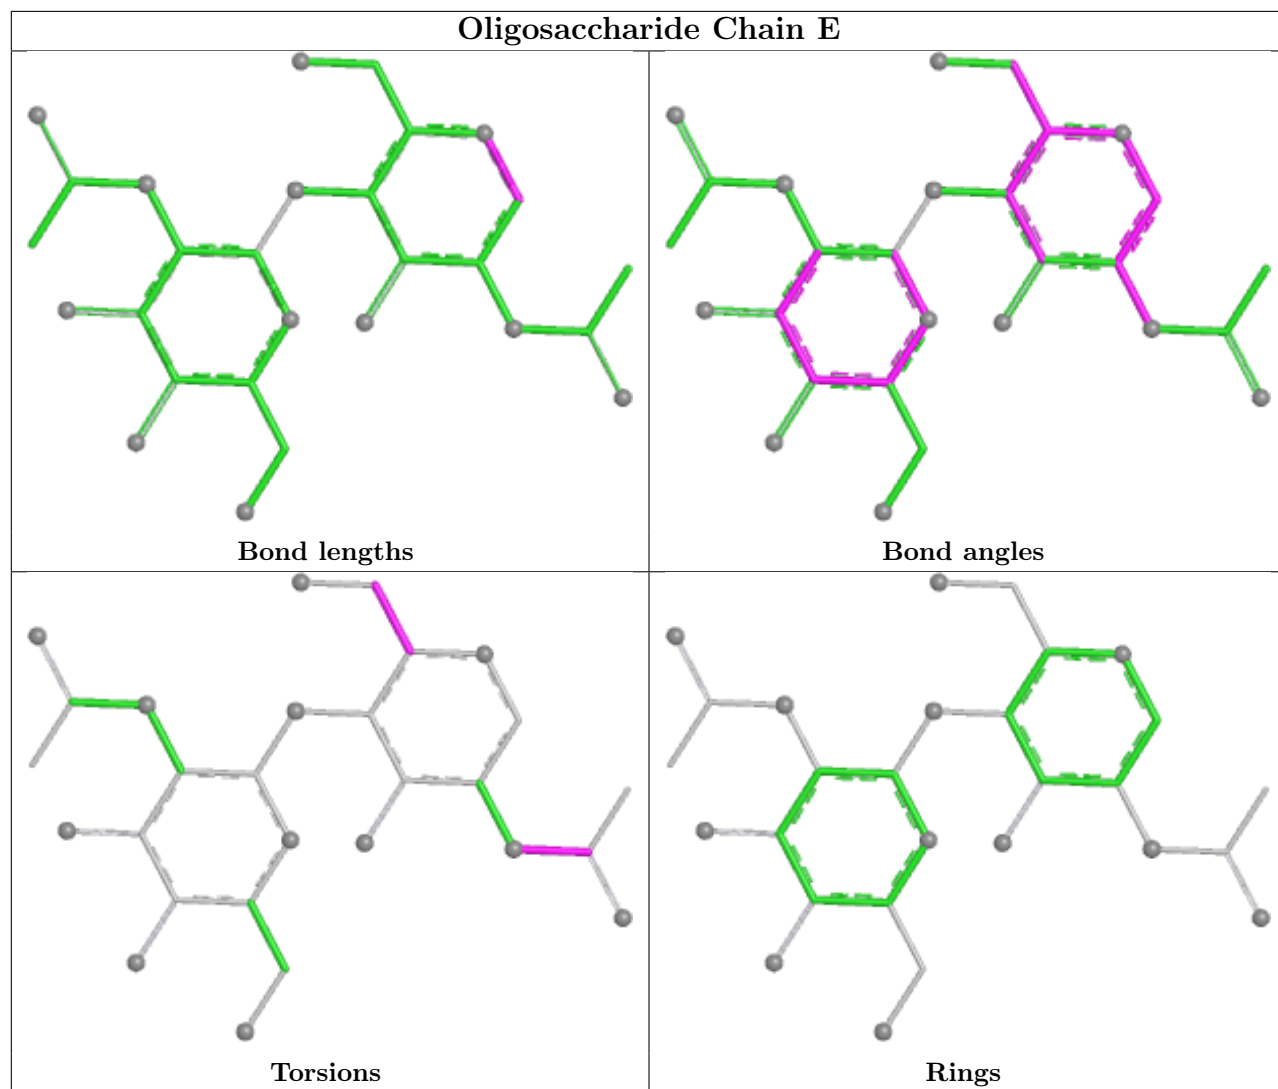 Oligosaccharide Chain E
Bond lengths
Bond angles
Torsions
Rings